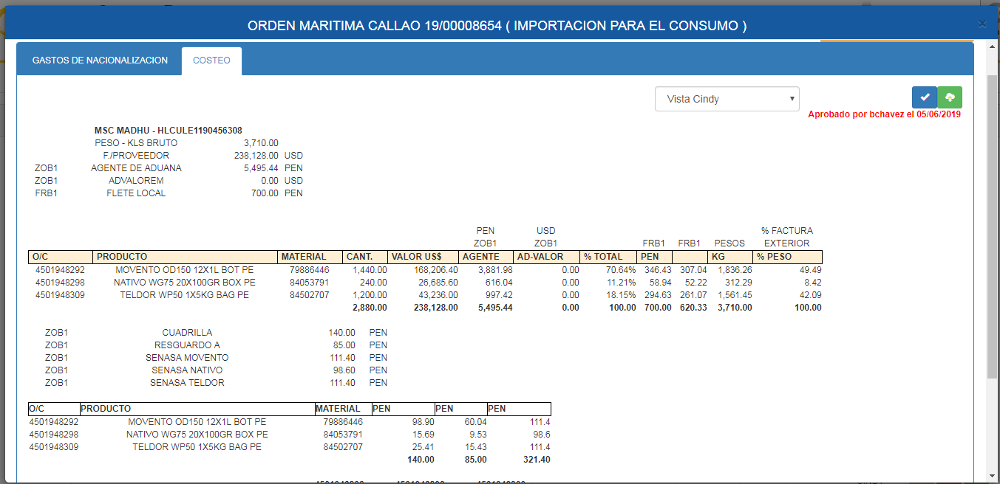 ORDEN MARITIMA CALLAO 19/00008654 ( IMPORTACION PARA EL CONSUMO )
GASTOS DE NACIONALIZACION COSTEO
Vista Cindy
Aprobado por bchavez el 05/06/2019
MSC MADHU - HLCULE1190456308
PESO - KLS BRUTO 3,710.00
F./PROVEEDOR 238,128.00 USD
ZOB1 AGENTE DE ADUANA 5,495.44 PEN
ZOB1 ADVALOREM 0.00 USD
FRB1 FLETE LOCAL 700.00 PEN
PEN USD % FACTURA
ZOB1 ZOB1 FRB1 FRB1 PESOS EXTERIOR
O/C PRODUCTO MATERIAL CANT. VALOR US$ AGENTE AD-VALOR % TOTAL PEN KG % PESO
4501948292 MOVENTO OD150 12X1L BOT PE 79886446 1,440.00 168,206.40 3,881.98 0.00 70.64% 346.43 307.04 1,836.26 49.49
4501948298 NATIVO WG75 20X100GR BOX PE 84053791 240.00 26,685.60 616.04 0.00 11.21% 58.94 52.22 312.29 8.42
4501948309 TELDOR WP50 1X5KG BAG PE 84502707 1,200.00 43,236.00 997.42 0.00 18.15% 294.63 261.07 1,561.45 42.09
2,880.00 238,128.00 5,495.44 0.00 100.00 700.00 620.33 3,710.00 100.00
ZOB1 CUADRILLA 140.00 PEN
ZOB1 RESGUARDO A 85.00 PEN
ZOB1 SENASA MOVENTO 111.40 PEN
ZOB1 SENASA NATIVO 98.60 PEN
ZOB1 SENASA TELDOR 111.40 PEN
O/C PRODUCTO MATERIAL PEN PEN PEN
4501948292 MOVENTO OD150 12X1L BOT PE 79886446 98.90 60.04 111.4
4501948298 NATIVO WG75 20X100GR BOX PE 84053791 15.69 9.53 98.6
4501948309 TELDOR WP50 1X5KG BAG PE 84502707 25.41 15.43 111.4
140.00 85.00 321.40